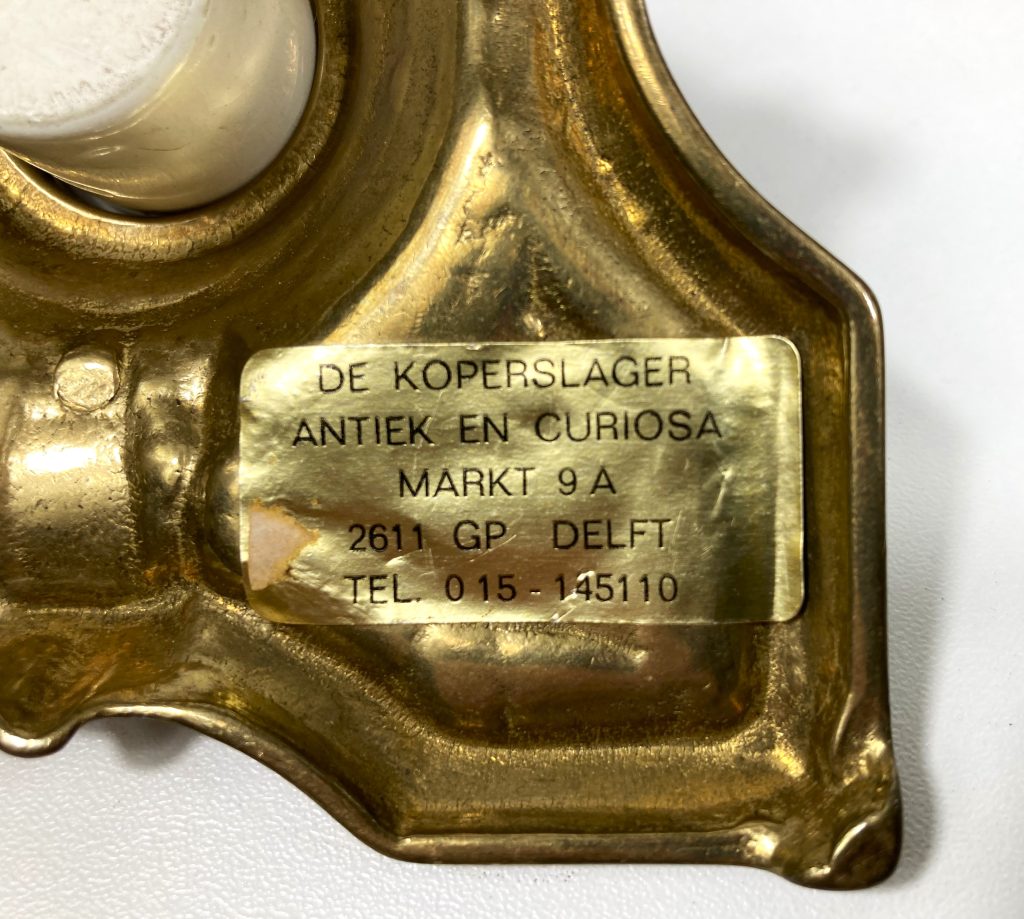 DE KOPERSLAGER
ANTIEK EN CURIOSA
MARKT 9 A
2611 GP DELFT
TEL. 015 - 145110